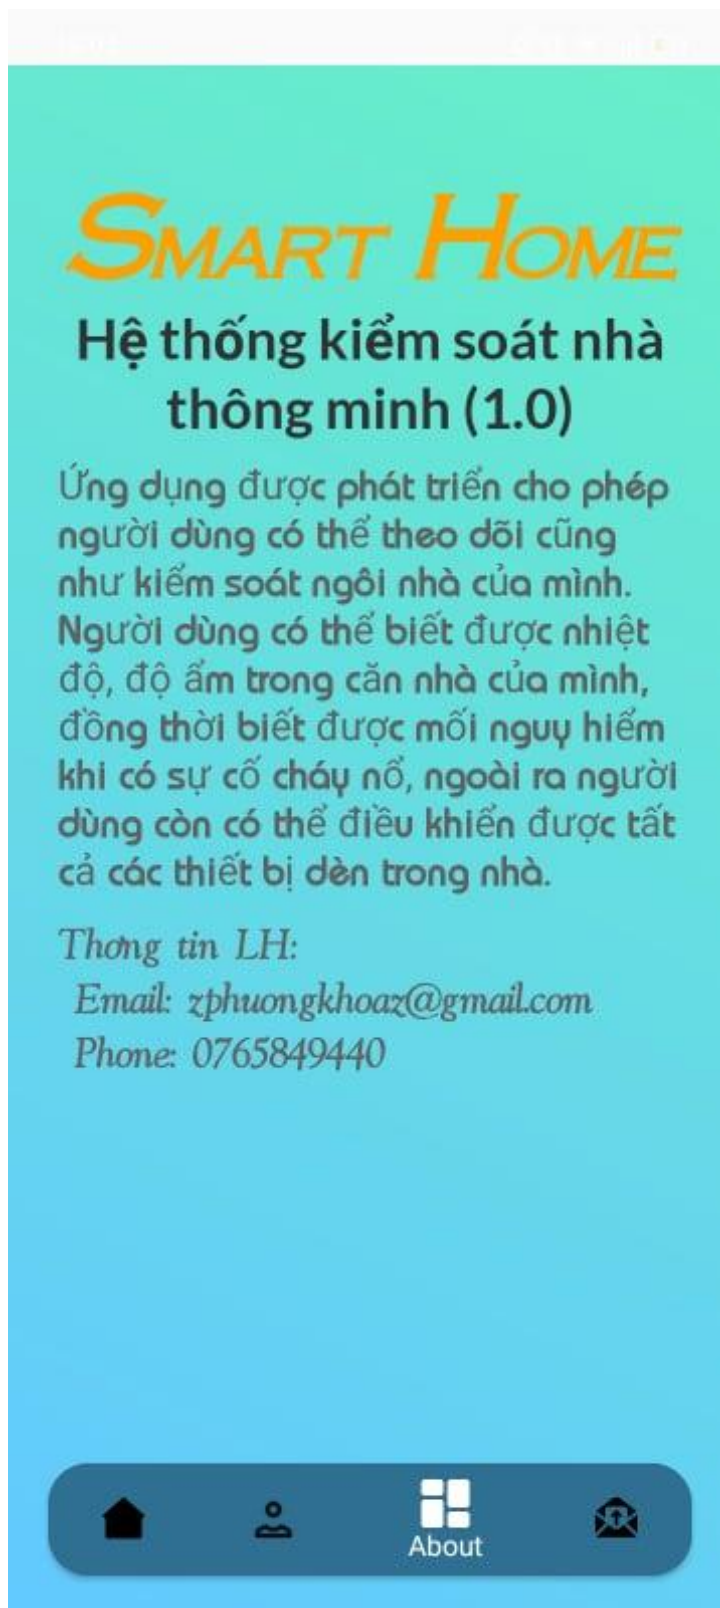 SMART HOME
Hệ thống kiểm soát nhà
thông minh (1.0)
Ứng dụng được phát triển cho phép
người dùng có thể theo dõi cũng
như kiểm soát ngôi nhà của mình.
Người dùng có thể biết được nhiệt
độ, độ ẩm trong căn nhà của mình,
đồng thời biết được mối nguy hiểm
khi có sự cố cháy nổ, ngoài ra người
dùng còn có thể điều khiển được tất
cả các thiết bị dèn trong nhà.
Thông tin LH:
Email: zphuongkhoaz@gmail.com
Phone: 0765849440
About